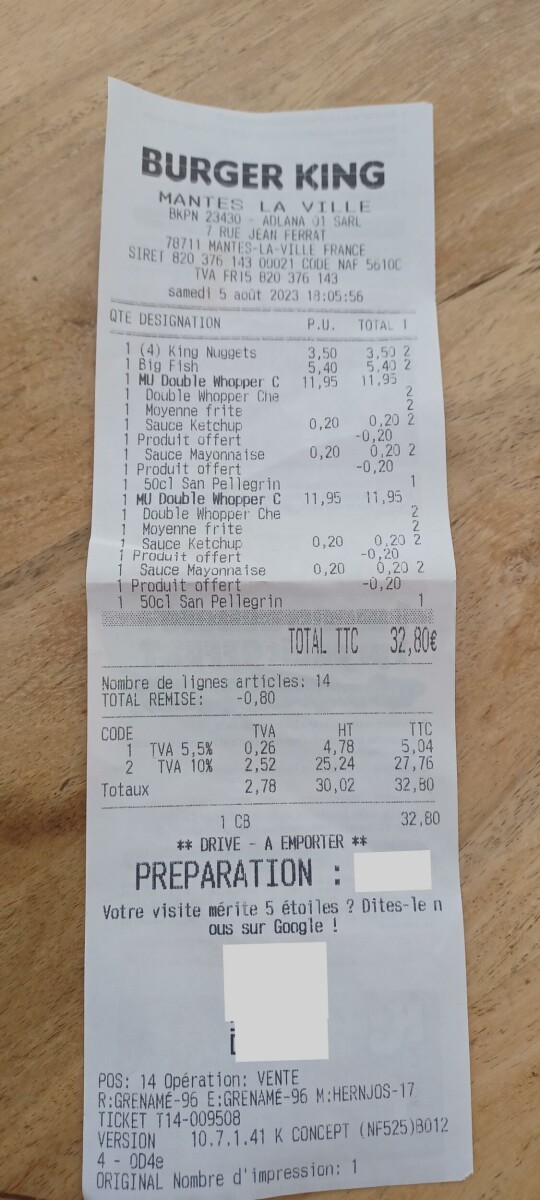 BURGER KING
MANTES LA VILLE
BKPN 23430 - ADLANA 01 SARL
7 RUE JEAN FERRAT
78711 MANTES-LA-VILLE FRANCE
SIRET 820 376 143 00021 CODE NAF 5610C
TVA FR15 820 376 143
samedi 5 août 2023 18:05:56
QTE DESIGNATION P.U. TOTAL T
1 (4) King Nuggets 3,50 3,50 2
1 Big Fish 5,40 5,40 2
1 MU Double Whopper C 11,95 11,95
1 Double Whopper Che 2
1 Moyenne frite 2
1 Sauce Ketchup 0,20 0,20 2
1 Produit offert -0,20
1 Sauce Mayonnaise 0,20 0,20 2
1 Produit offert -0,20
1 50cl San Pellegrin 1
1 MU Double Whopper C 11,95 11,95
1 Double Whopper Che 2
1 Moyenne frite 2
1 Sauce Ketchup 0,20 0,20 2
1 Produit offert -0,20
1 Sauce Mayonnaise 0,20 0,20 2
1 Produit offert -0,20
1 50cl San Pellegrin 1
TOTAL TTC 32,80€
Nombre de lignes articles: 14
TOTAL REMISE: -0,80
CODE TVA HT TTC
1 TVA 5,5% 0,26 4,78 5,04
2 TVA 10% 2,52 25,24 27,76
Totaux 2,78 30,02 32,80
1 CB 32,80
** DRIVE - A EMPORTER **
PREPARATION :
Votre visite mérite 5 étoiles ? Dites-le n
ous sur Google !
POS: 14 Opération: VENTE
R:GRENAMÉ-96 E:GRENAMÉ-96 M:HERNJOS-17
TICKET T14-009508
VERSION 10.7.1.41 K CONCEPT (NF525)B012
4 - 0D4e
ORIGINAL Nombre d'impression: 1